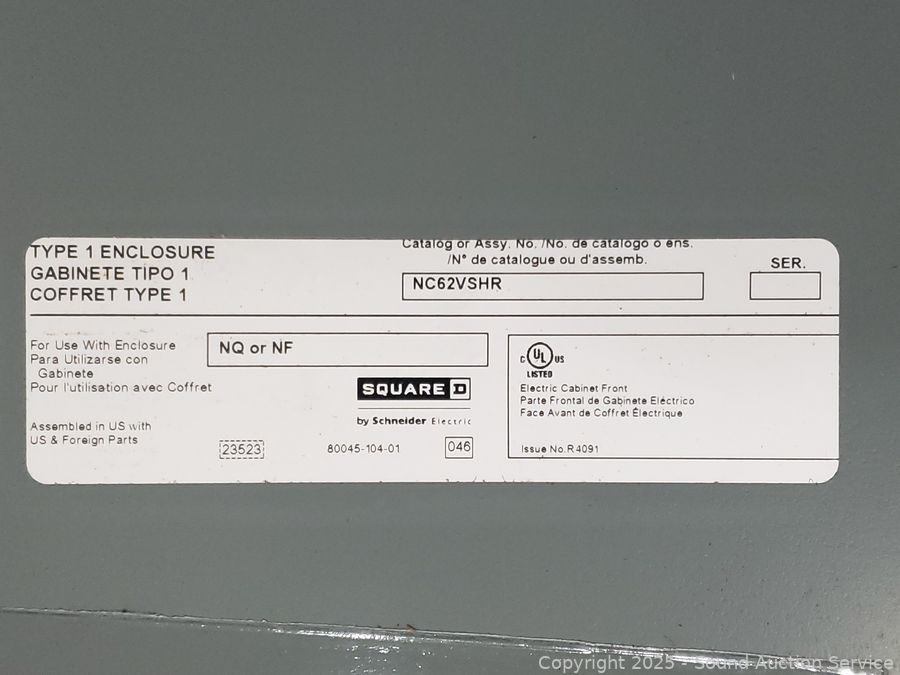 TYPE 1 ENCLOSURE
GABINETE TIPO 1
COFFRET TYPE 1
Catalog or Assy. No. /No. de catálogo o ens.
/N° de catalogue ou d'assemb.
NC62VSHR
SER.
For Use With Enclosure
Para Utilizarse con
Gabinete
Pour l'utilisation avec Coffret
NQ or NF
SQUARE D
by Schneider Electric
Assembled in US with
US & Foreign Parts
23523
80045-104-01
046
C UL US
LISTED
Electric Cabinet Front
Parte Frontal de Gabinete Eléctrico
Face Avant de Coffret Électrique
Issue No. R4091
Copyright 2025 - Sound Auction Service